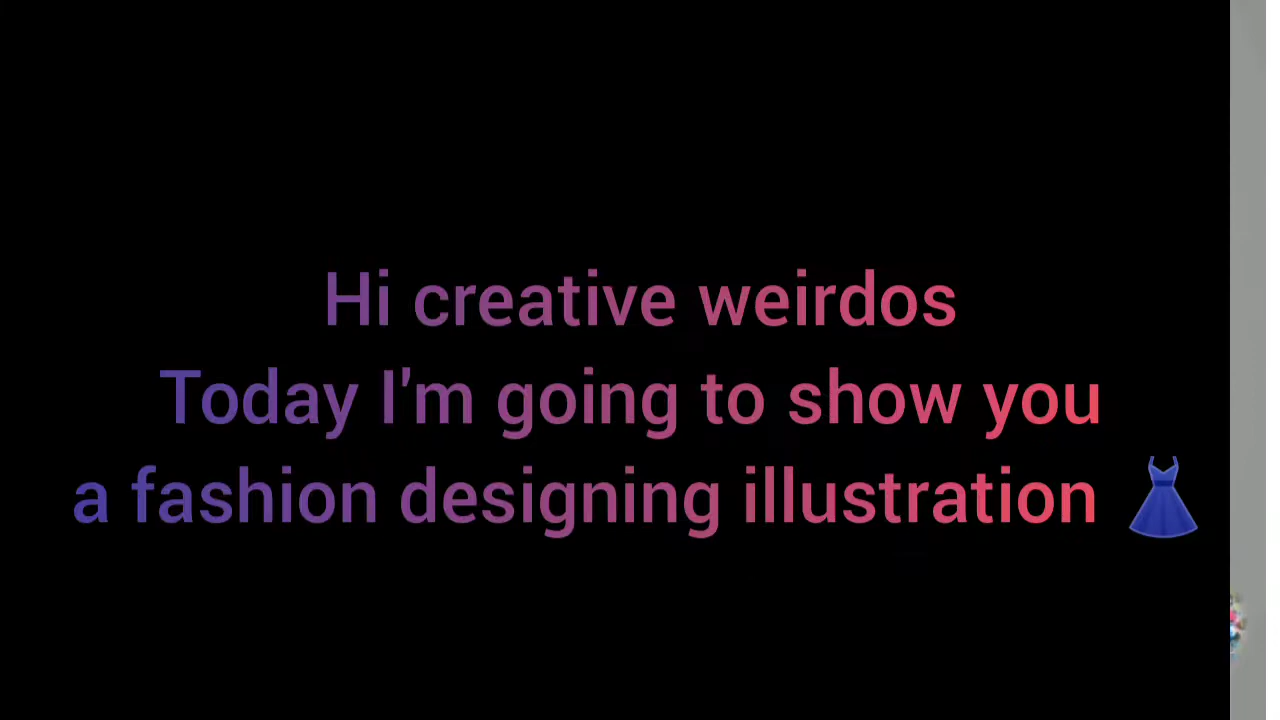 Hi creative weirdos
Today I'm going to show you
a fashion designing illustration 👗